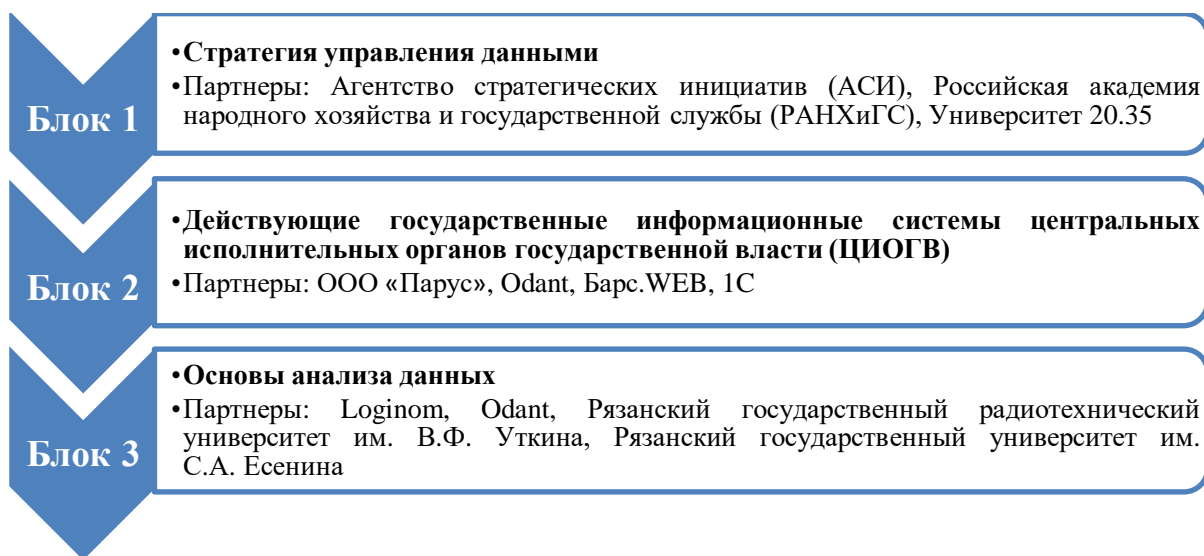 Блок 1
•Стратегия управления данными
•Партнеры: Агентство стратегических инициатив (АСИ), Российская академия
народного хозяйства и государственной службы (РАНХиГС), Университет 20.35
Блок 2
•Действующие государственные информационные системы центральных
исполнительных органов государственной власти (ЦИОГВ)
•Партнеры: ООО «Парус», Odant, Барс.WEB, 1С
Блок 3
•Основы анализа данных
•Партнеры: Loginom, Odant, Рязанский государственный радиотехнический
университет им. В.Ф. Уткина, Рязанский государственный университет им.
С.А. Есенина